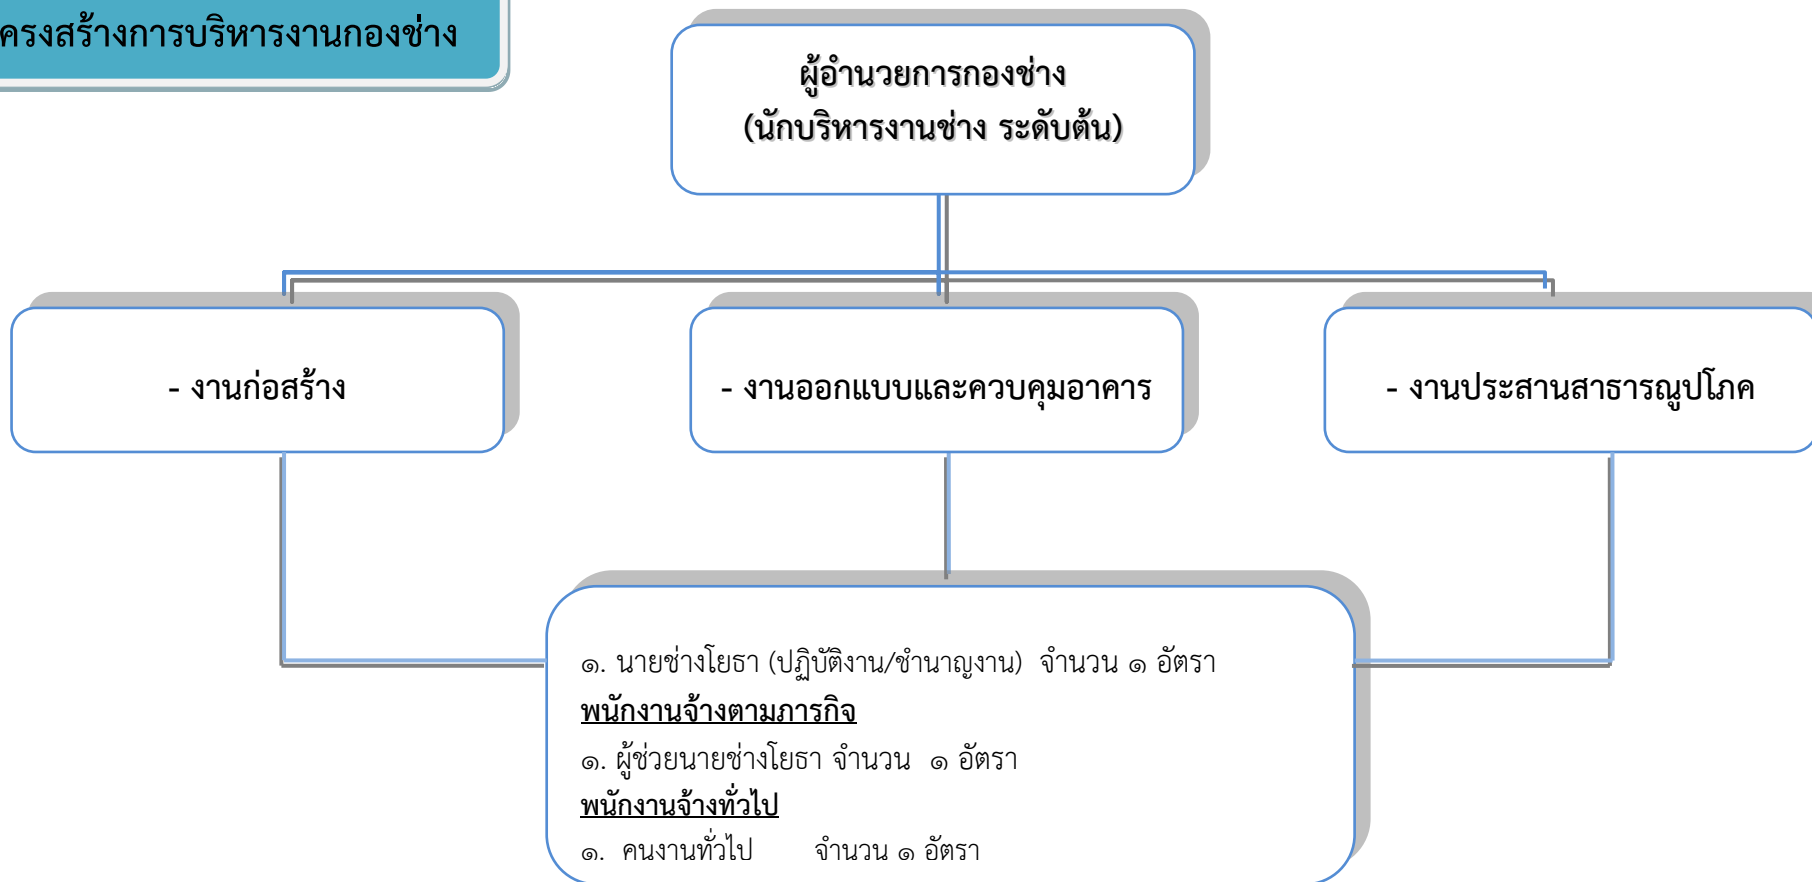 ครงสร้างการบริหารงานกองช่าง
ผู้อำนวยการกองช่าง
(นักบริหารงานช่าง ระดับต้น)
- งานก่อสร้าง
- งานออกแบบและควบคุมอาคาร
- งานประสานสาธารณูปโภค
๑. นายช่างโยธา (ปฏิบัติงาน/ชำนาญงาน) จำนวน ๑ อัตรา
พนักงานจ้างตามภารกิจ
๑. ผู้ช่วยนายช่างโยธา จำนวน ๑ อัตรา
พนักงานจ้างทั่วไป
๑. คนงานทั่วไป จำนวน ๑ อัตรา